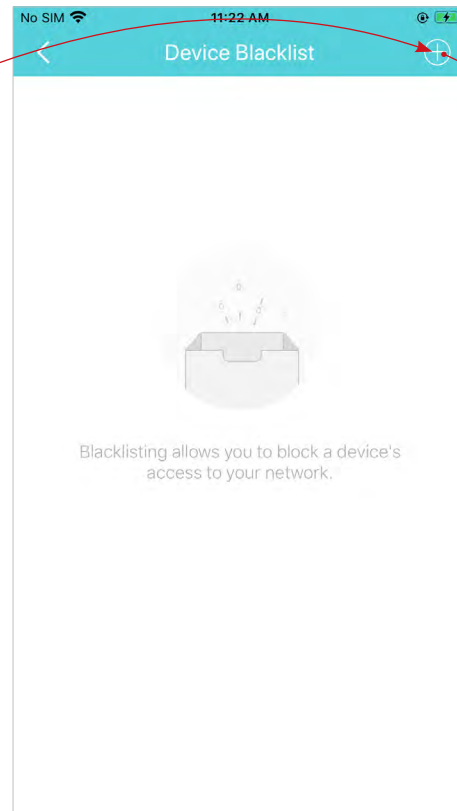 No SIM
11:22 AM
Device Blacklist
Blacklisting allows you to block a device's
access to your network.